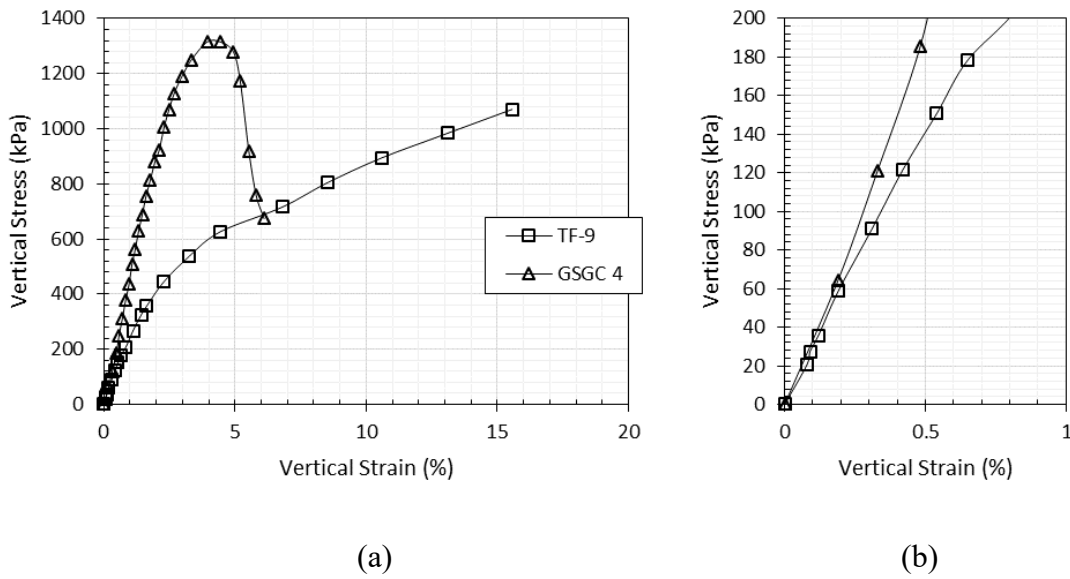 1400
1200
1000
800
600
400
200
0
Vertical Stress (kPa)
0 5 10 15 20
Vertical Strain (%)
TF-9
GSGC 4
(a)
200
180
160
140
120
100
80
60
40
20
0
Vertical Stress (kPa)
0 0.5 1
Vertical Strain (%)
(b)